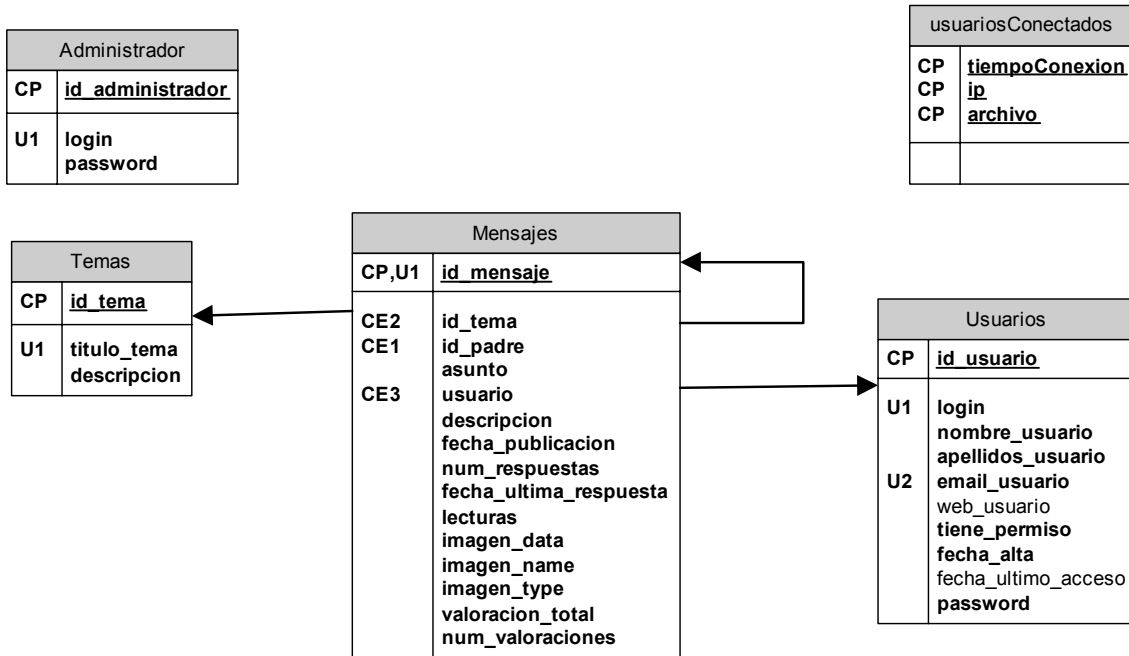 Administrador
CP id_administrador
U1 login
password
usuariosConectados
CP tiempoConexion
CP ip
CP archivo
Temas
CP id_tema
U1 titulo_tema
descripcion
Mensajes
CP,U1 id_mensaje
CE2 id_tema
CE1 id_padre
asunto
CE3 usuario
descripcion
fecha_publicacion
num_respuestas
fecha_ultima_respuesta
lecturas
imagen_data
imagen_name
imagen_type
valoracion_total
num_valoraciones
Usuarios
CP id_usuario
U1 login
nombre_usuario
apellidos_usuario
U2 email_usuario
web_usuario
tiene_permiso
fecha_alta
fecha_ultimo_acceso
password